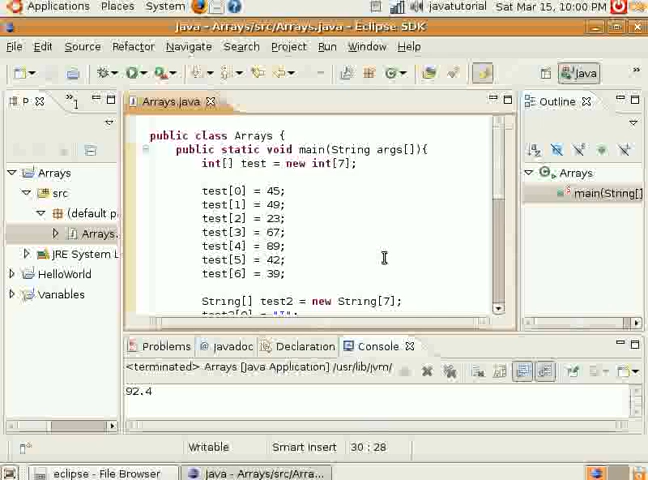 Applications Places System javatutorial Sat Mar 15, 10:00 PM
Java - Arrays/src/Arrays.java - Eclipse SDK
File Edit Source Refactor Navigate Search Project Run Window Help
Java
P
Arrays.java
Outline
Arrays
src
(default p
Arrays.
JRE System L
HelloWorld
Variables
public class Arrays {
public static void main(String args[]){
int[] test = new int[7];
test[0] = 45;
test[1] = 49;
test[2] = 23;
test[3] = 67;
test[4] = 89;
test[5] = 42;
test[6] = 39;
String[] test2 = new String[7];
test2[0] = "I";
Arrays
main(String[]
Problems Javadoc Declaration Console
<terminated> Arrays [Java Application] /usr/lib/jvm/
92.4
Writable Smart Insert 30 : 28
eclipse - File Browser Java - Arrays/src/Arra...